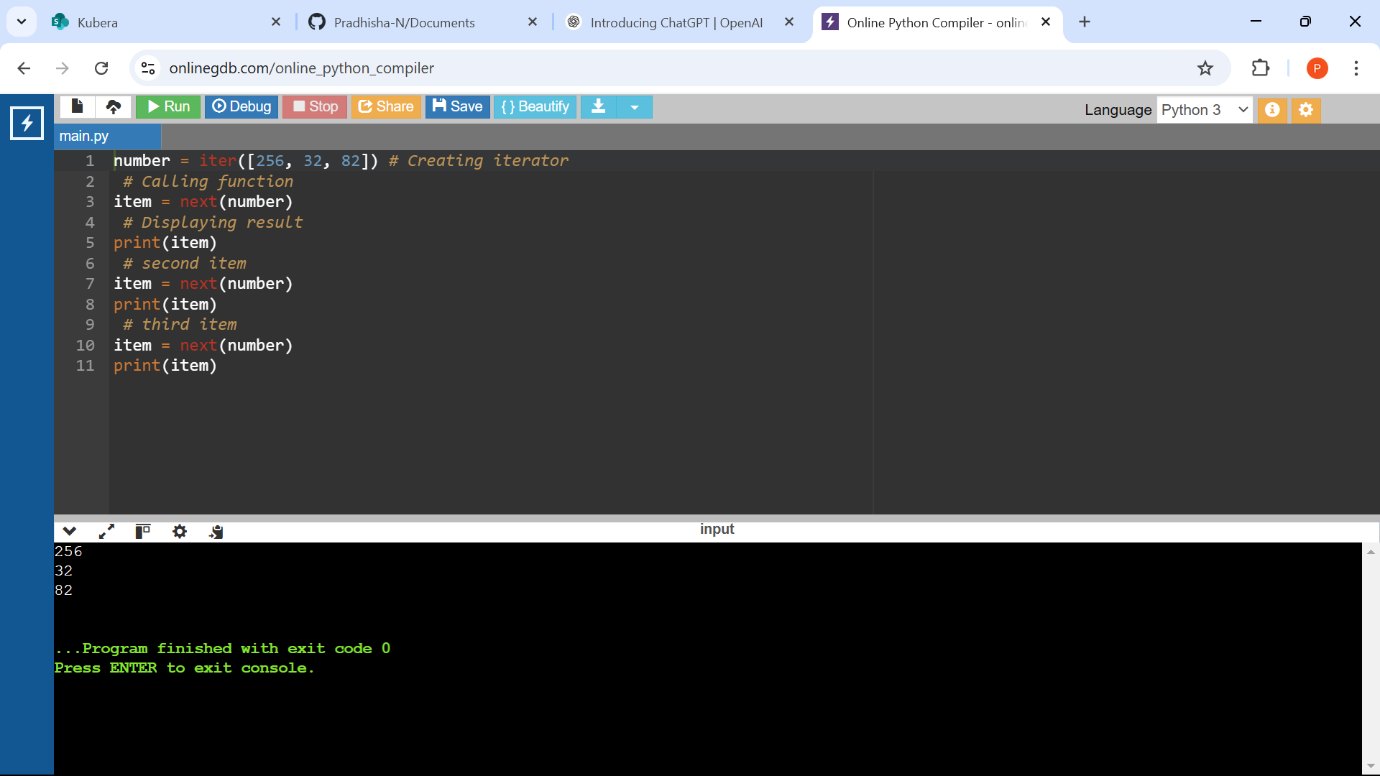 Kubera
Pradhisha-N/Documents
Introducing ChatGPT | OpenAI
Online Python Compiler - onlin
onlinegdb.com/online_python_compiler
P
Run Debug Stop Share Save { } Beautify
Language Python 3
main.py
1 number = iter([256, 32, 82]) # Creating iterator
2 # Calling function
3 item = next(number)
4 # Displaying result
5 print(item)
6 # second item
7 item = next(number)
8 print(item)
9 # third item
10 item = next(number)
11 print(item)
input
256
32
82
...Program finished with exit code 0
Press ENTER to exit console.